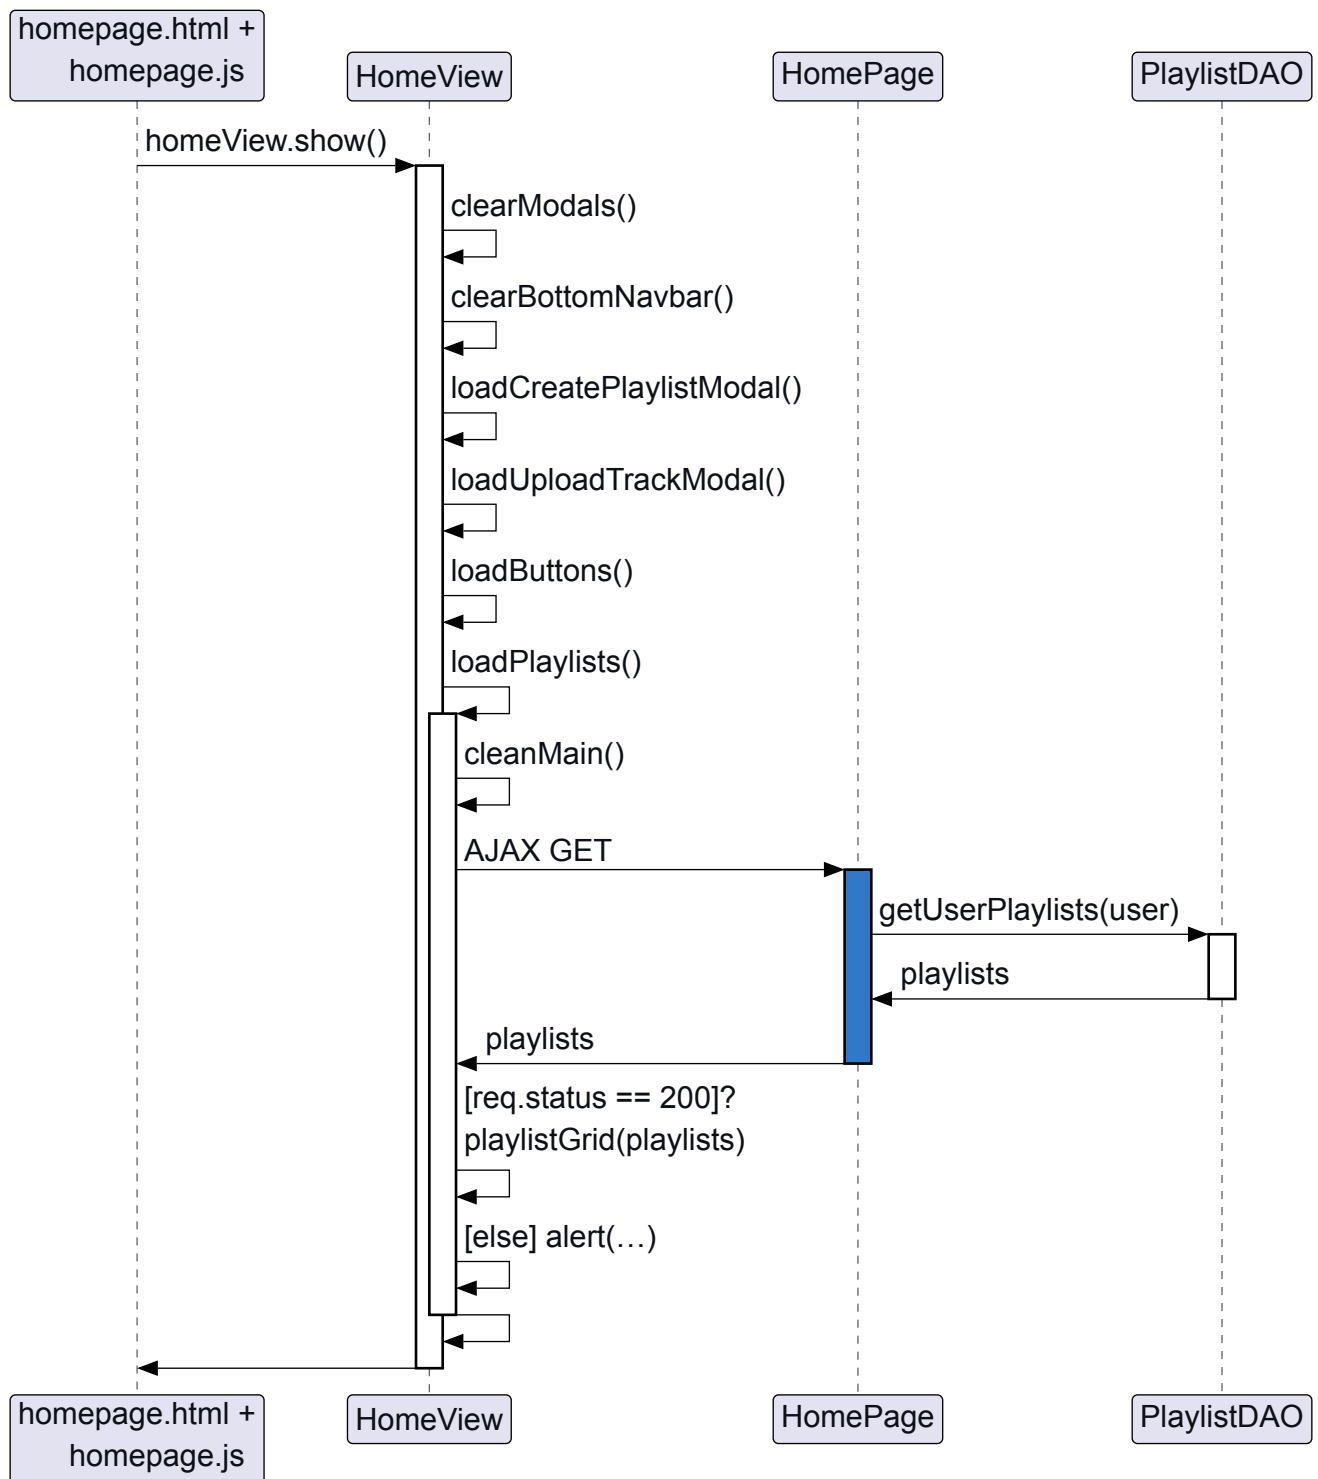 homepage.html +
homepage.js
HomeView
HomePage
PlaylistDAO
homeView.show()
clearModals()
clearBottomNavbar()
loadCreatePlaylistModal()
loadUploadTrackModal()
loadButtons()
loadPlaylists()
cleanMain()
AJAX GET
getUserPlaylists(user)
playlists
playlists
[req.status == 200]?
playlistGrid(playlists)
[else] alert(…)
homepage.html +
homepage.js
HomeView
HomePage
PlaylistDAO